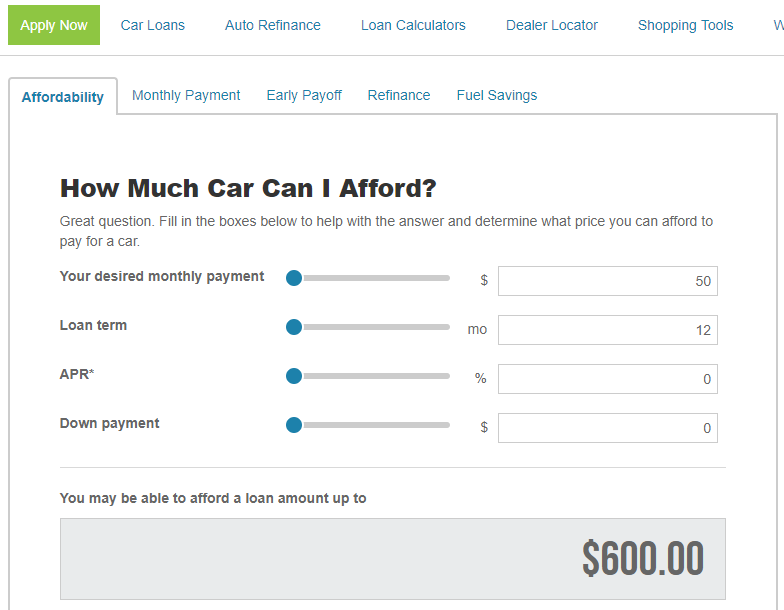 Apply Now Car Loans Auto Refinance Loan Calculators Dealer Locator Shopping Tools
Affordability Monthly Payment Early Payoff Refinance Fuel Savings
How Much Car Can I Afford?
Great question. Fill in the boxes below to help with the answer and determine what price you can afford to
pay for a car.
Your desired monthly payment $ 50
Loan term mo 12
APR* % 0
Down payment $ 0
You may be able to afford a loan amount up to
$600.00